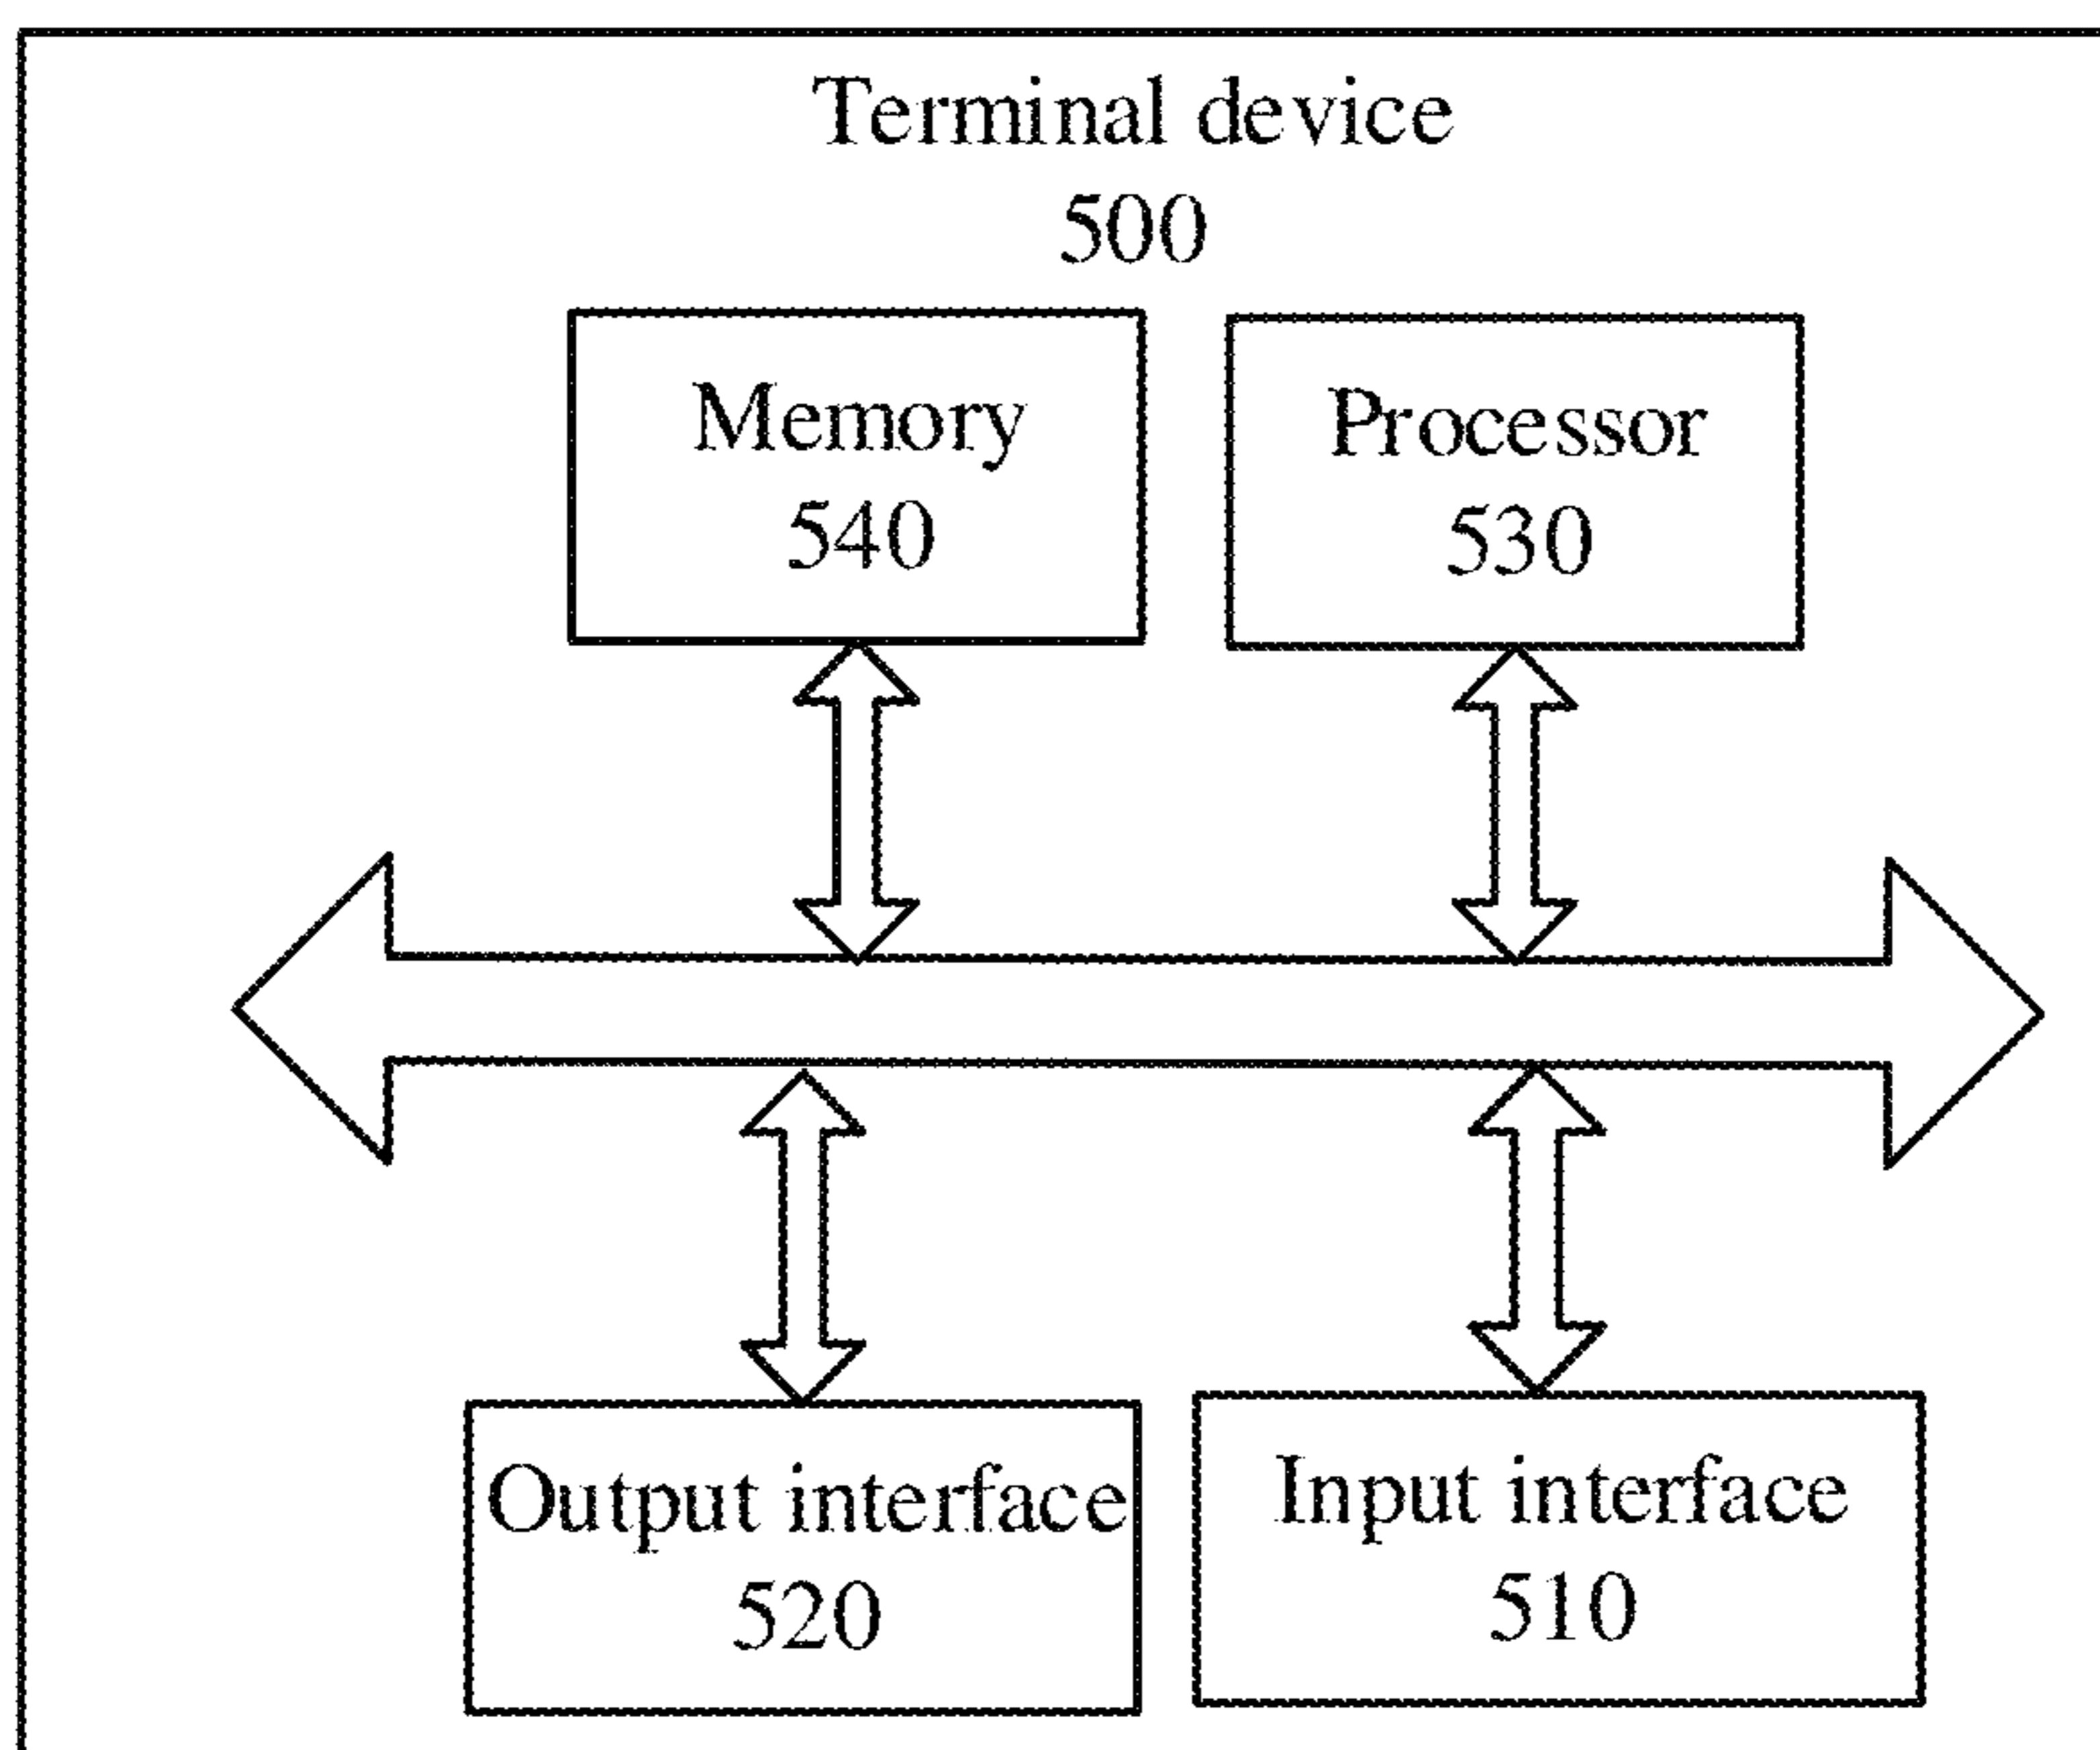 Terminal device
500
Memory
540
Processor
530
Output interface
520
Input interface
510